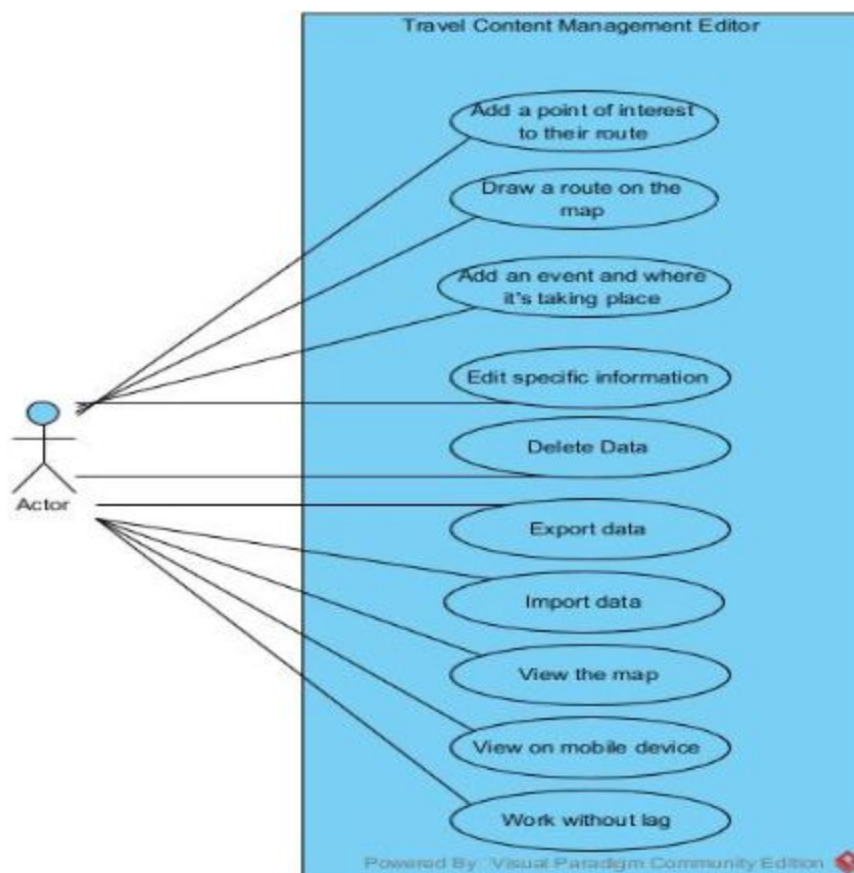 Travel Content Management Editor
Add a point of interest
to their route
Draw a route on the
map
Add an event and where
it's taking place
Edit specific information
Delete Data
Actor
Export data
Import data
View the map
View on mobile device
Work without lag
Powered By Visual Paradigm Community Edition